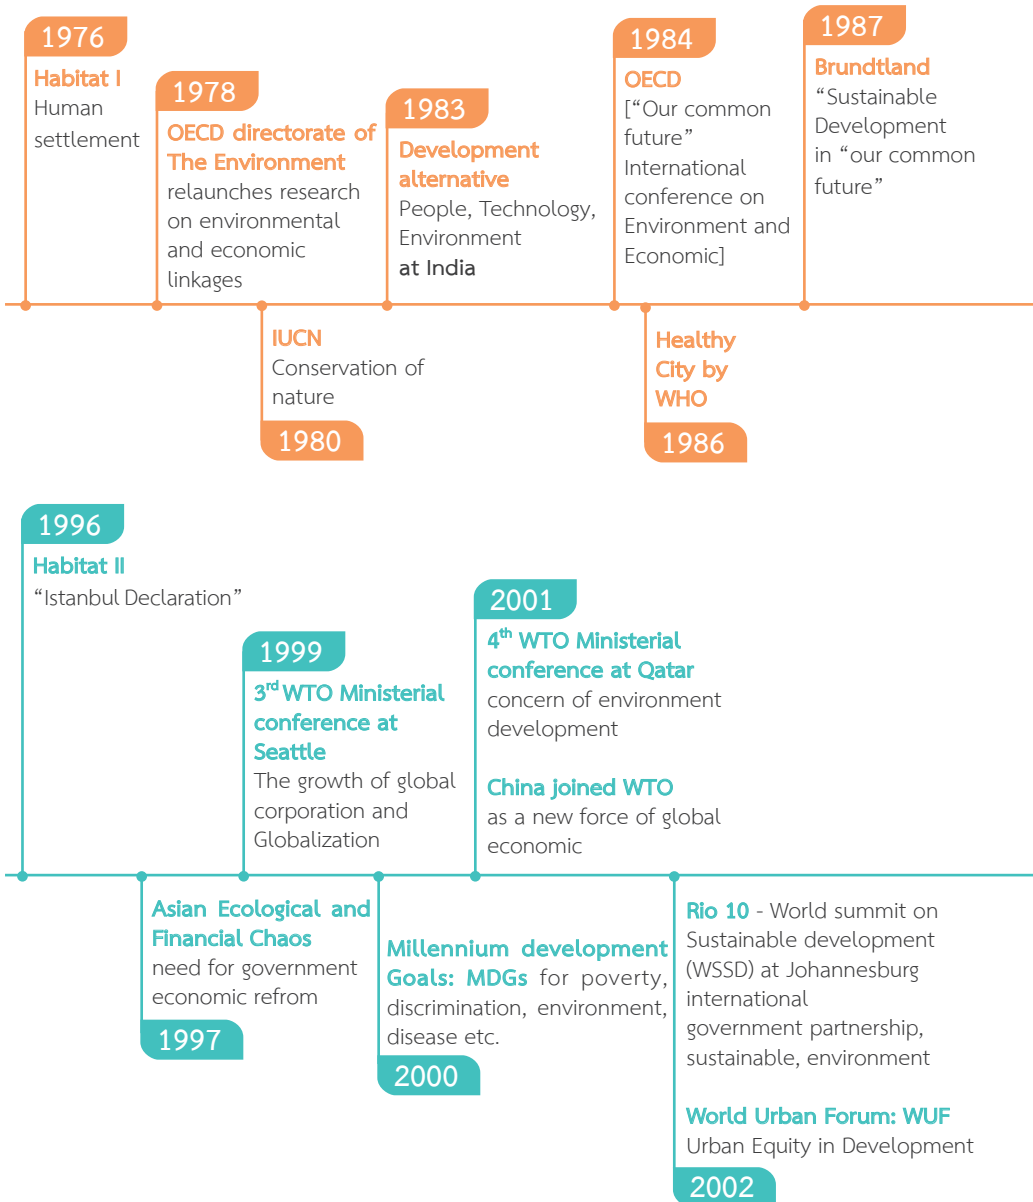 1976
Habitat I
Human
settlement
1978
OECD directorate of
The Environment
relaunches research
on environmental
and economic
linkages
1983
Development
alternative
People, Technology,
Environment
at India
1984
OECD
[“Our common
future”
International
conference on
Environment and
Economic]
1987
Brundtland
“Sustainable
Development
in “our common
future”
IUCN
Conservation of
nature
1980
Healthy
City by
WHO
1986
1996
Habitat II
“Istanbul Declaration”
1999
3rd WTO Ministerial
conference at
Seattle
The growth of global
corporation and
Globalization
2001
4th WTO Ministerial
conference at Qatar
concern of environment
development
China joined WTO
as a new force of global
economic
Asian Ecological and
Financial Chaos
need for government
economic refrom
1997
Millennium development
Goals: MDGs for poverty,
discrimination, environment,
disease etc.
2000
Rio 10 - World summit on
Sustainable development
(WSSD) at Johannesburg
international
government partnership,
sustainable, environment
World Urban Forum: WUF
Urban Equity in Development
2002